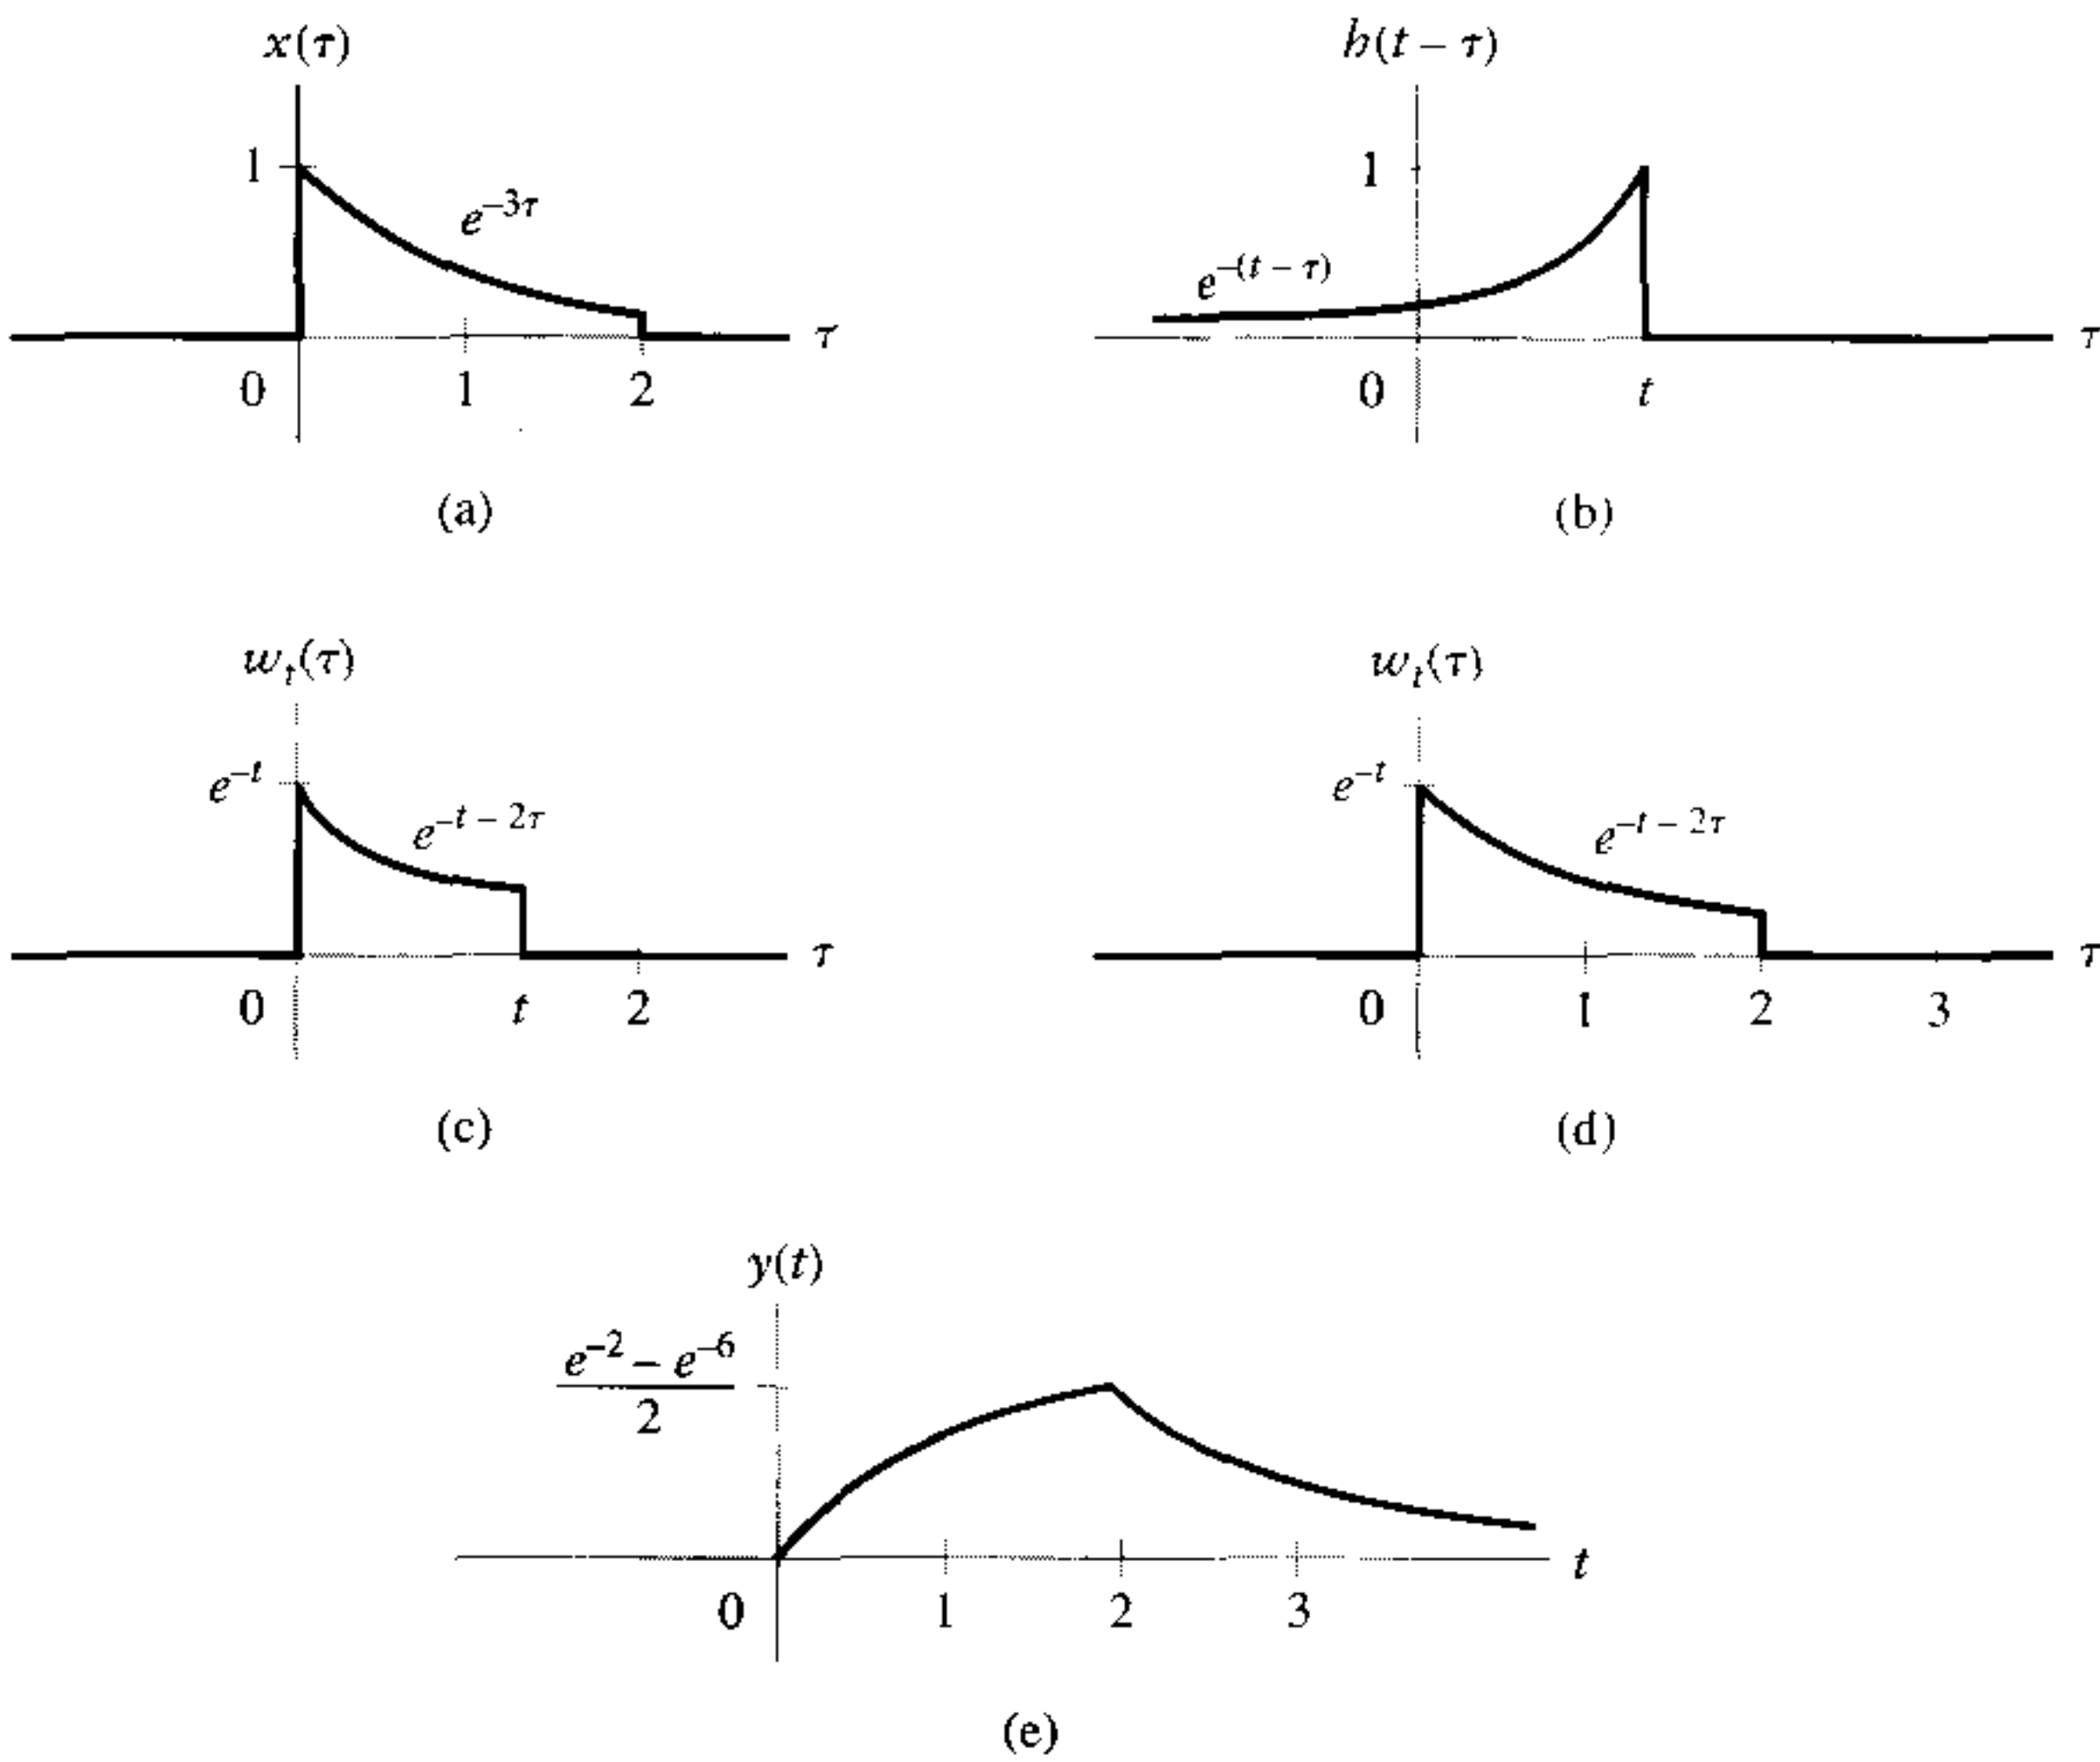 x(τ)
1
e^{-3τ}
0 1 2 τ
(a)
h(t − τ)
1
e^{-(t − τ)}
0 t τ
(b)
w_t(τ)
e^{-t}
e^{-t − 2τ}
0 t 2 τ
(c)
w_t(τ)
e^{-t}
e^{-t − 2τ}
0 1 2 3 τ
(d)
y(t)
\frac{e^{-2} − e^{-6}}{2}
0 1 2 3 t
(e)